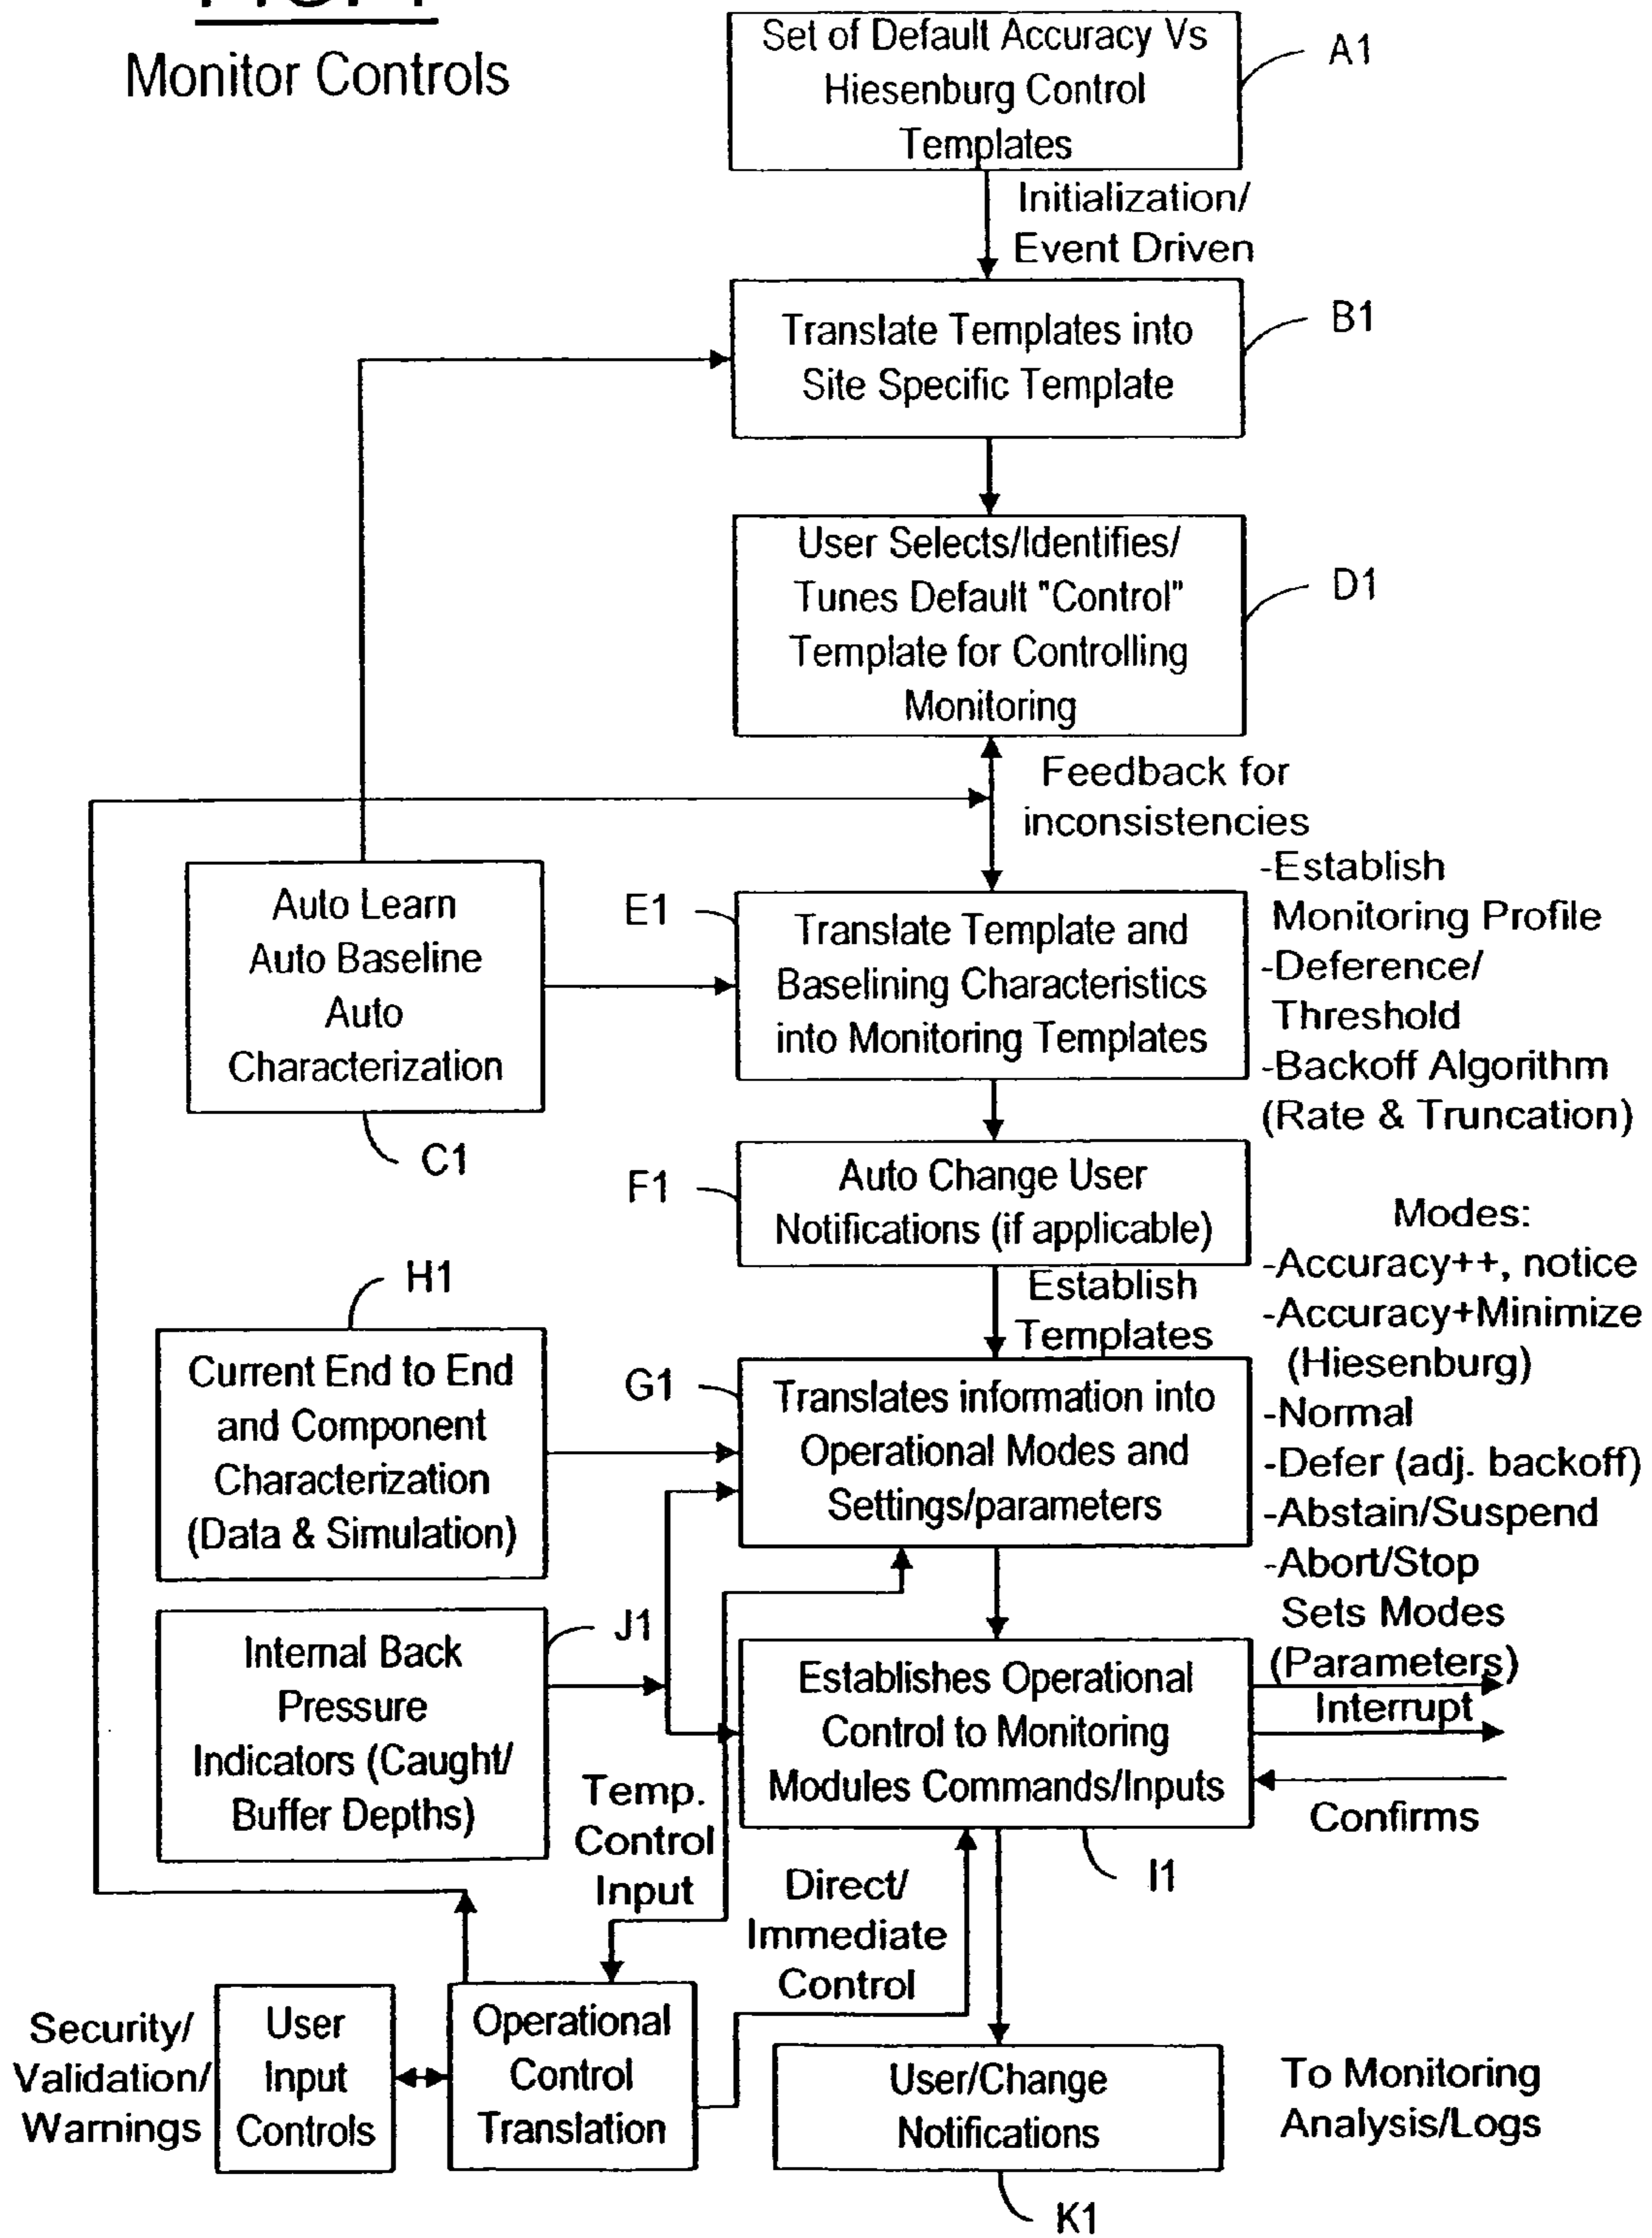 Monitor Controls
Set of Default Accuracy Vs
Hiesenburg Control
Templates
A1
Initialization/
Event Driven
Translate Templates into
Site Specific Template
B1
User Selects/Identifies/
Tunes Default "Control"
Template for Controlling
Monitoring
D1
Feedback for
inconsistencies
Auto Learn
Auto Baseline
Auto
Characterization
C1
E1
Translate Template and
Baselining Characteristics
into Monitoring Templates
-Establish
Monitoring Profile
-Deference/
Threshold
-Backoff Algorithm
(Rate & Truncation)
F1
Auto Change User
Notifications (if applicable)
Establish
Templates
H1
Current End to End
and Component
Characterization
(Data & Simulation)
G1
Translates information into
Operational Modes and
Settings/parameters
Modes:
-Accuracy++, notice
-Accuracy+Minimize
(Hiesenburg)
-Normal
-Defer (adj. backoff)
-Abstain/Suspend
-Abort/Stop
Sets Modes
(Parameters)
Interrupt
Confirms
J1
Internal Back
Pressure
Indicators (Caught/
Buffer Depths)
Establishes Operational
Control to Monitoring
Modules Commands/Inputs
I1
Temp.
Control
Input
Direct/
Immediate
Control
Security/
Validation/
Warnings
User
Input
Controls
Operational
Control
Translation
User/Change
Notifications
K1
To Monitoring
Analysis/Logs